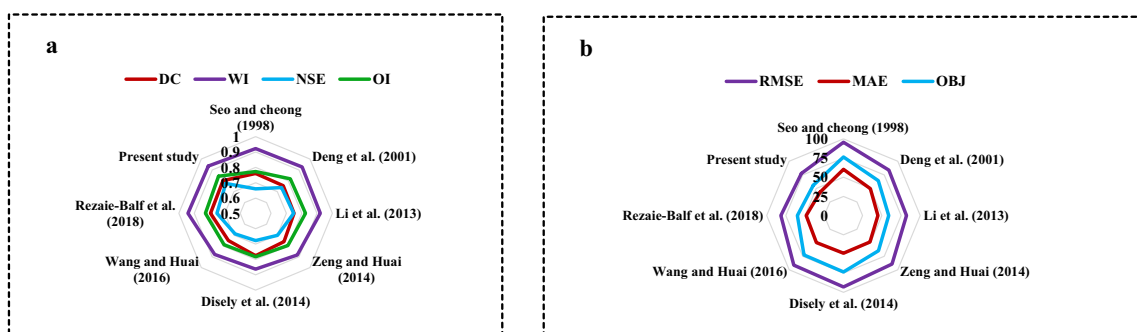 a
DC WI NSE OI
Seo and cheong
(1998)
Deng et al. (2001)
Li et al. (2013)
Zeng and Huai
(2014)
Disely et al. (2014)
Wang and Huai
(2016)
Rezaie-Balf et al.
(2018)
Present study
1
0.9
0.8
0.7
0.6
0.5
b
RMSE MAE OBJ
Seo and cheong (1998)
Deng et al. (2001)
Li et al. (2013)
Zeng and Huai (2014)
Disely et al. (2014)
Wang and Huai (2016)
Rezaie-Balf et al. (2018)
Present study
100
75
50
25
0